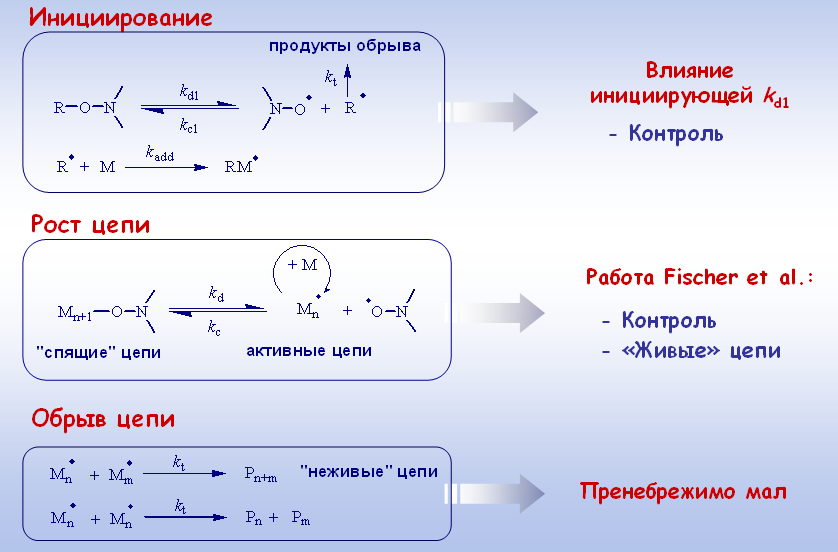 Инициирование
продукты обрыва
k_t
R–O–N k_d1 k_c1 N–O• + R•
R• + M k_add RM•
Влияние
инициирующей k_d1
- Контроль
Рост цепи
+ M
M_n+1–O–N k_d k_c M_n• + •O–N
"спящие" цепи активные цепи
Работа Fischer et al.:
- Контроль
- «Живые» цепи
Обрыв цепи
M_n• + M_m• k_t P_n+m "неживые" цепи
M_n• + M_n• k_t P_n + P_m
Пренебрежимо мал